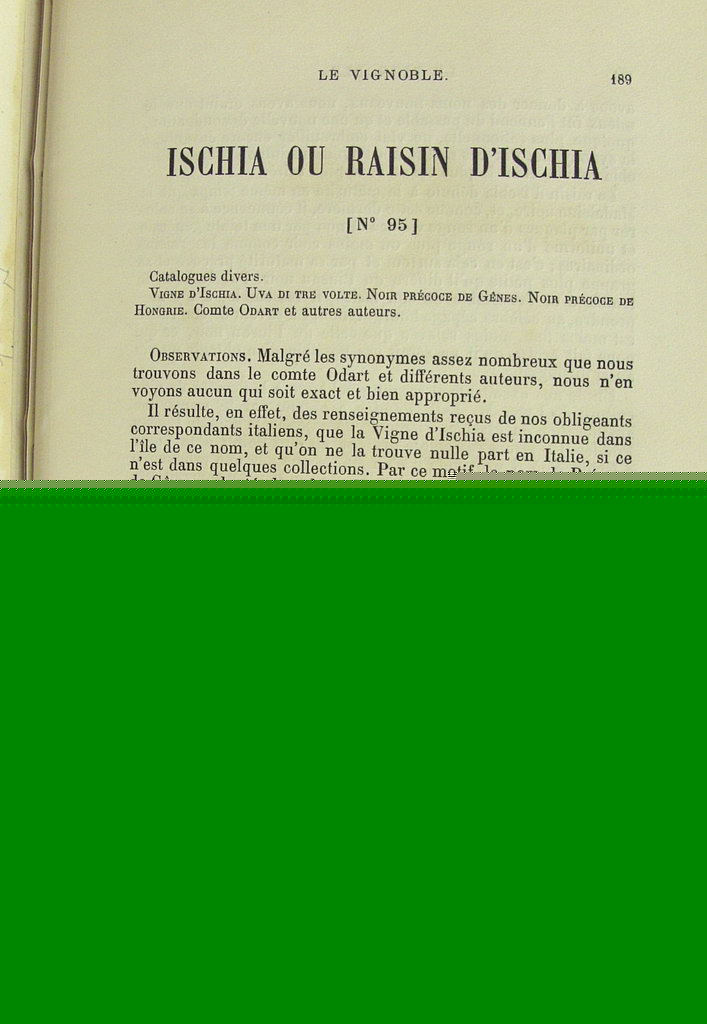 LE VIGNOBLE.
189
ISCHIA OU RAISIN D'ISCHIA
[N° 95]
Catalogues divers.
VIGNE D'ISCHIA. UVA DI TRE VOLTE. NOIR PRÉCOCE DE GÊNES. NOIR PRÉCOCE DE
HONGRIE. Comte ODART et autres auteurs.
OBSERVATIONS. Malgré les synonymes assez nombreux que nous
trouvons dans le comte Odart et différents auteurs, nous n'en
voyons aucun qui soit exact et bien approprié.
Il résulte, en effet, des renseignements reçus de nos obligeants
correspondants italiens, que la Vigne d'Ischia est inconnue dans
l'île de ce nom, et qu'on ne la trouve nulle part en Italie, si ce
n'est dans quelques collections. Par ce motif